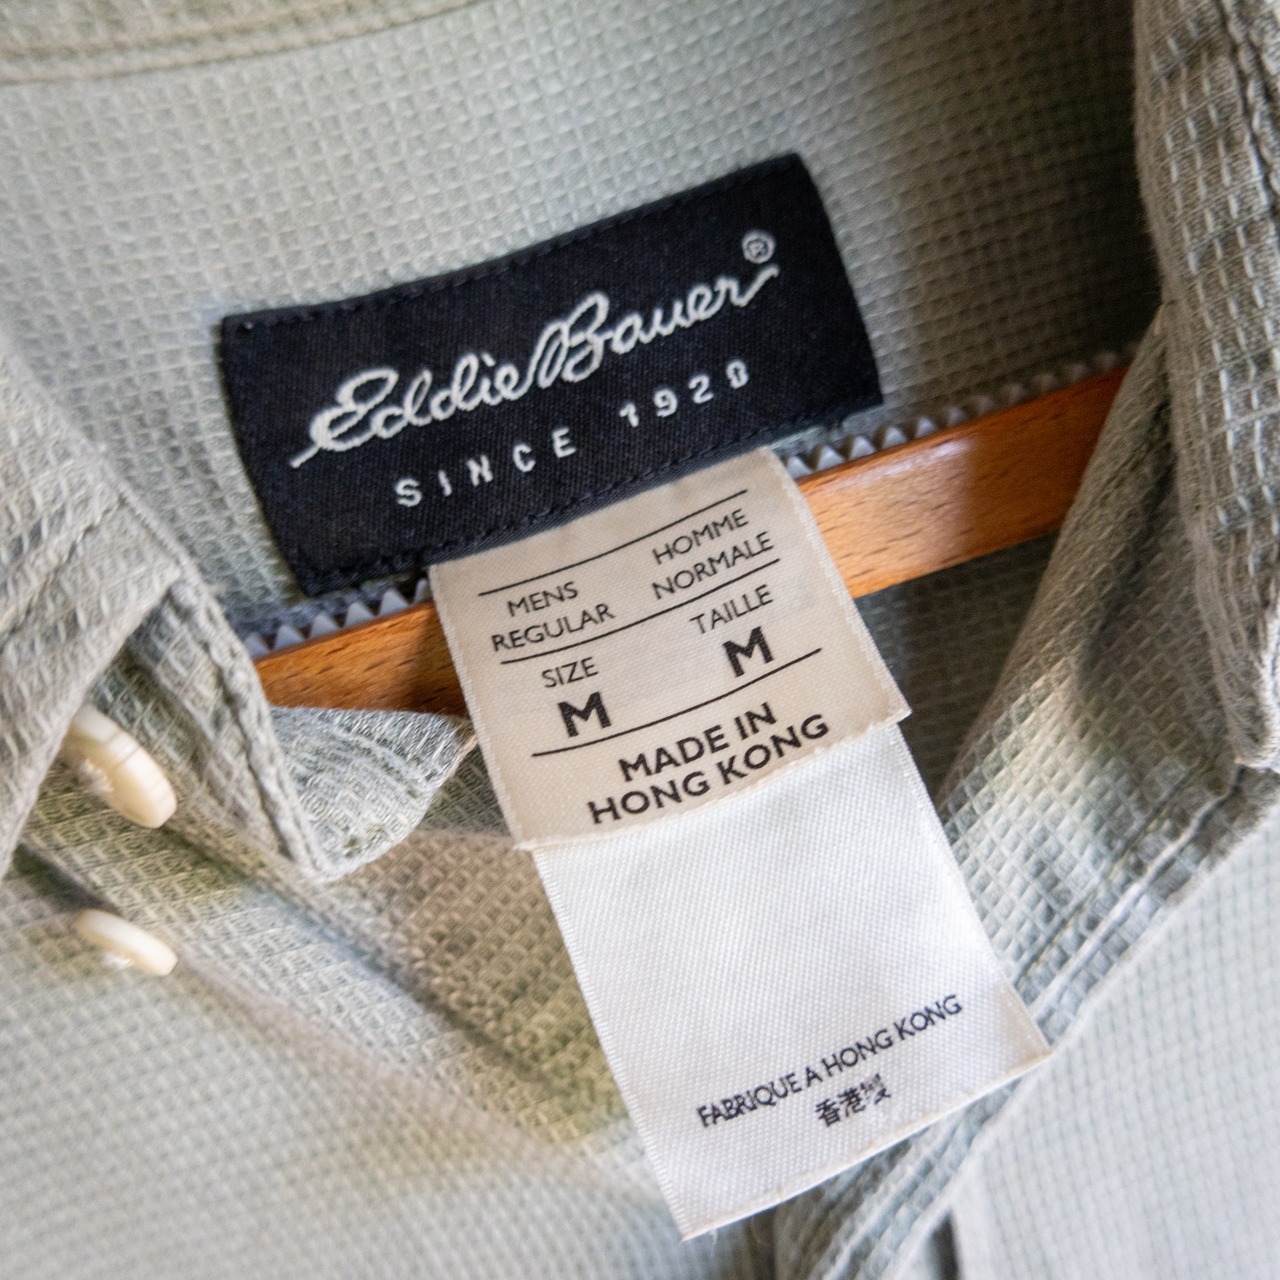 Eddie Bauer®
SINCE 1920
MENS HOMME
REGULAR NORMALE
SIZE TAILLE
M M
MADE IN
HONG KONG
FABRIQUE A HONG KONG
香港製